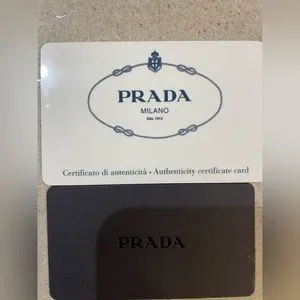 PRADA
MILANO
DAL 1913
Certificato di autenticità • Authenticity certificate card
PRADA